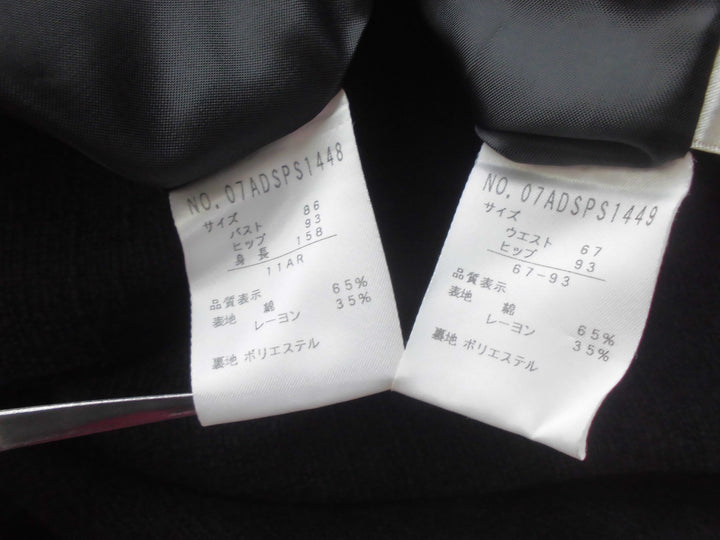 NO. 07ADSPS1448
サイズ
バスト 86
ヒップ 93
身長 158
11AR
品質表示
表地 綿 65%
レーヨン 35%
裏地 ポリエステル
NO. 07ADSPS1449
サイズ
ウエスト 67
ヒップ 93
67-93
品質表示
表地 綿 65%
レーヨン 35%
裏地 ポリエステル